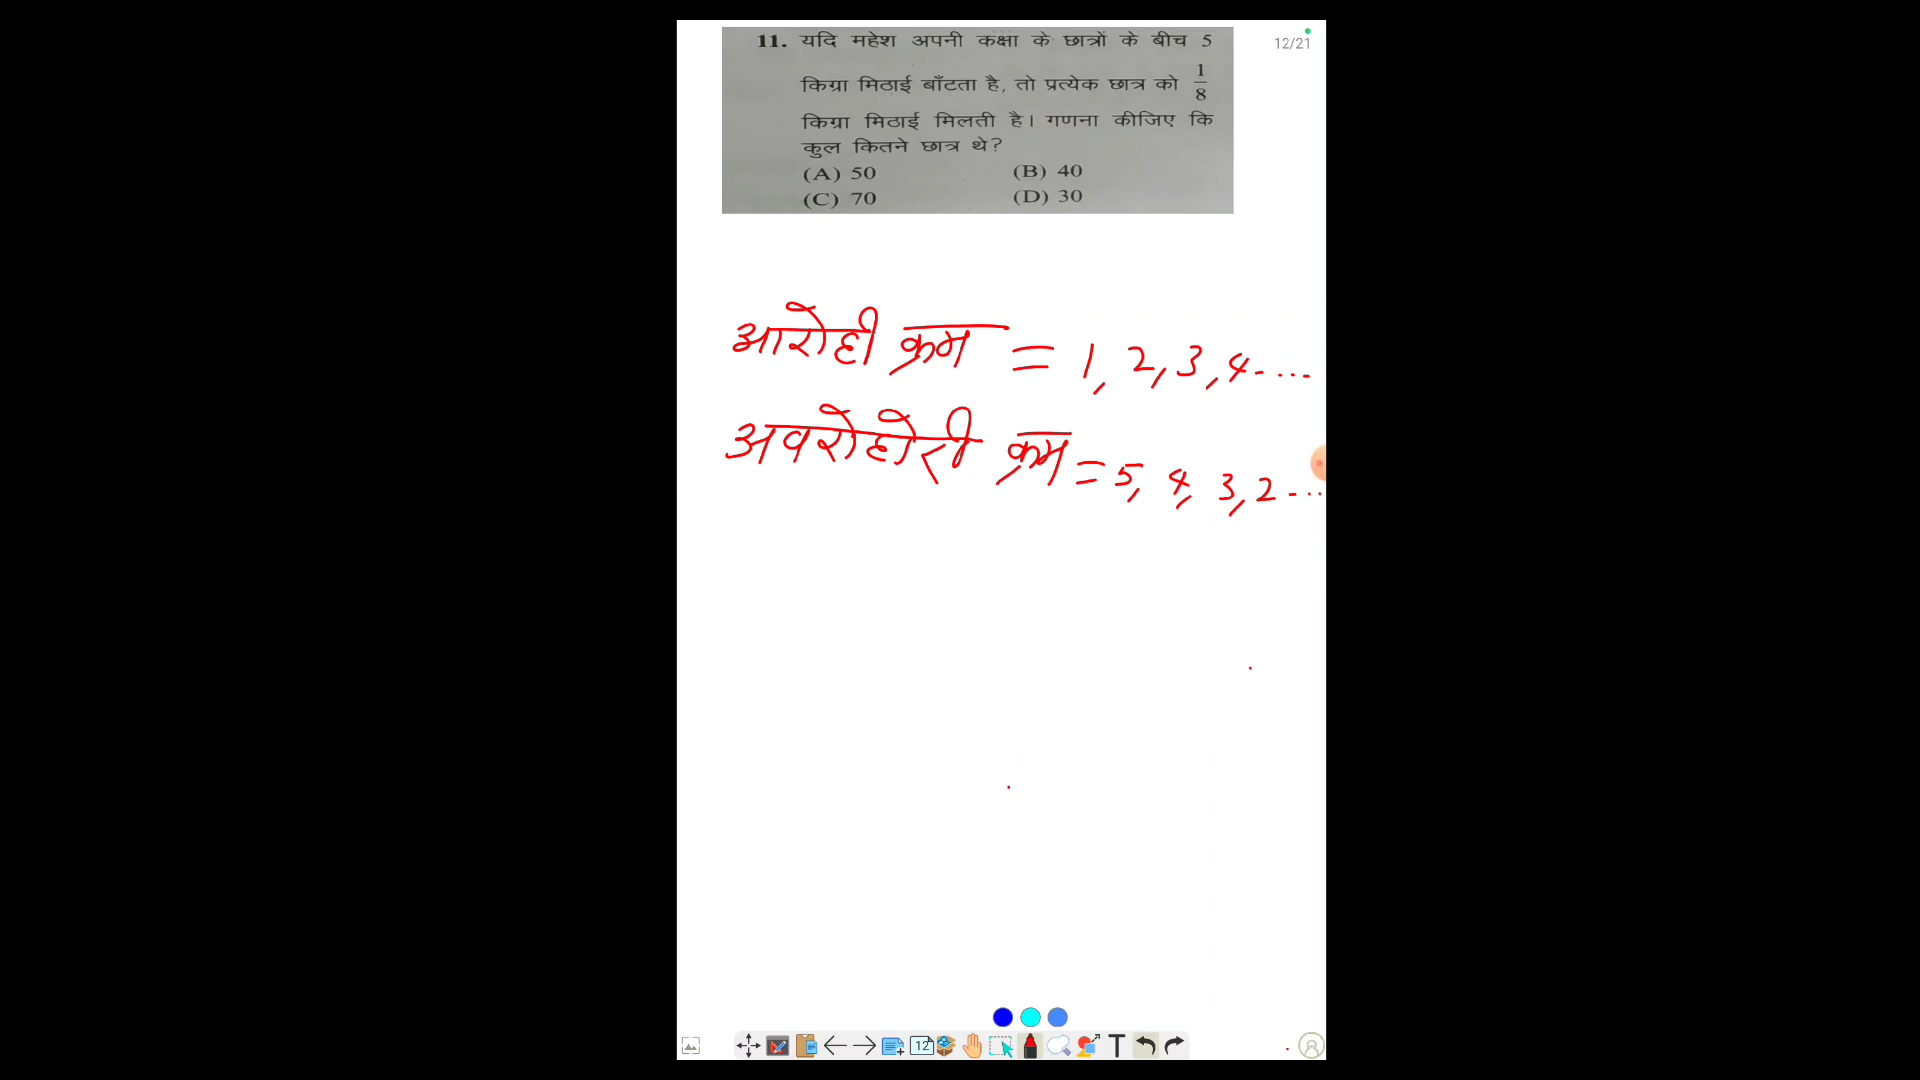 11. यदि महेश अपनी कक्षा के छात्रों के बीच 5
किग्रा मिठाई बाँटता है, तो प्रत्येक छात्र को 1/8
किग्रा मिठाई मिलती है। गणना कीजिए कि
कुल कितने छात्र थे?
(A) 50 (B) 40
(C) 70 (D) 30
12/21
आरोही क्रम = 1, 2, 3, 4 - ....
अवरोहोरी क्रम = 5, 4, 3, 2 - ...
12
T